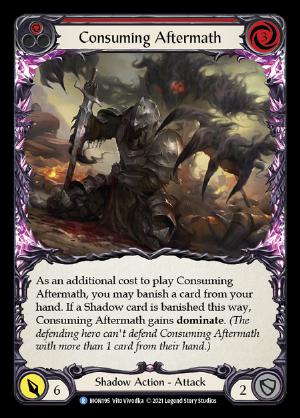 Consuming Aftermath
3
As an additional cost to play Consuming
Aftermath, you may banish a card from your
hand. If a Shadow card is banished this way,
Consuming Aftermath gains dominate. (The
defending hero can't defend Consuming Aftermath
with more than 1 card from their hand.)
6
Shadow Action - Attack
2
R MON195 Vito Vivodka © 2021 Legend Story Studios